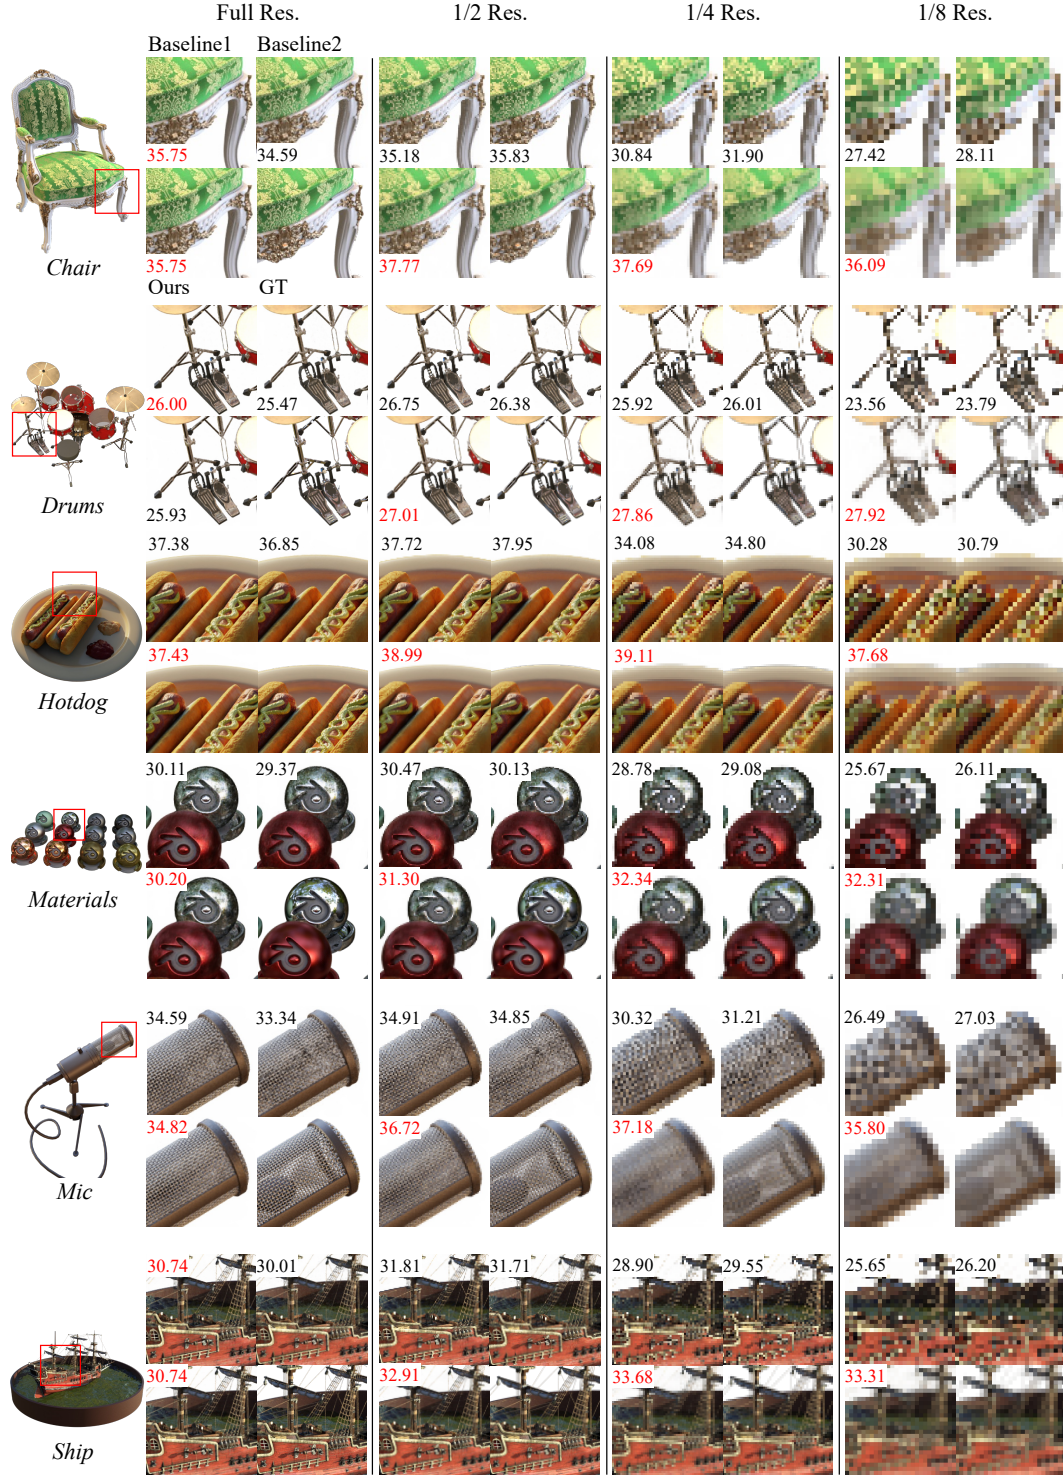 Full Res. 1/2 Res. 1/4 Res. 1/8 Res.
Baseline1 Baseline2
35.75 34.59 35.18 35.83 30.84 31.90 27.42 28.11
35.75 37.77 37.69 36.09
Chair
Ours GT
26.00 25.47 26.75 26.38 25.92 26.01 23.56 23.79
Drums
25.93 27.01 27.86 27.92
37.38 36.85 37.72 37.95 34.08 34.80 30.28 30.79
37.43 38.99 39.11 37.68
Hotdog
30.11 29.37 30.47 30.13 28.78 29.08 25.67 26.11
30.20 31.30 32.34 32.31
Materials
34.59 33.34 34.91 34.85 30.32 31.21 26.49 27.03
34.82 36.72 37.18 35.80
Mic
30.74 30.01 31.81 31.71 28.90 29.55 25.65 26.20
30.74 32.91 33.68 33.31
Ship